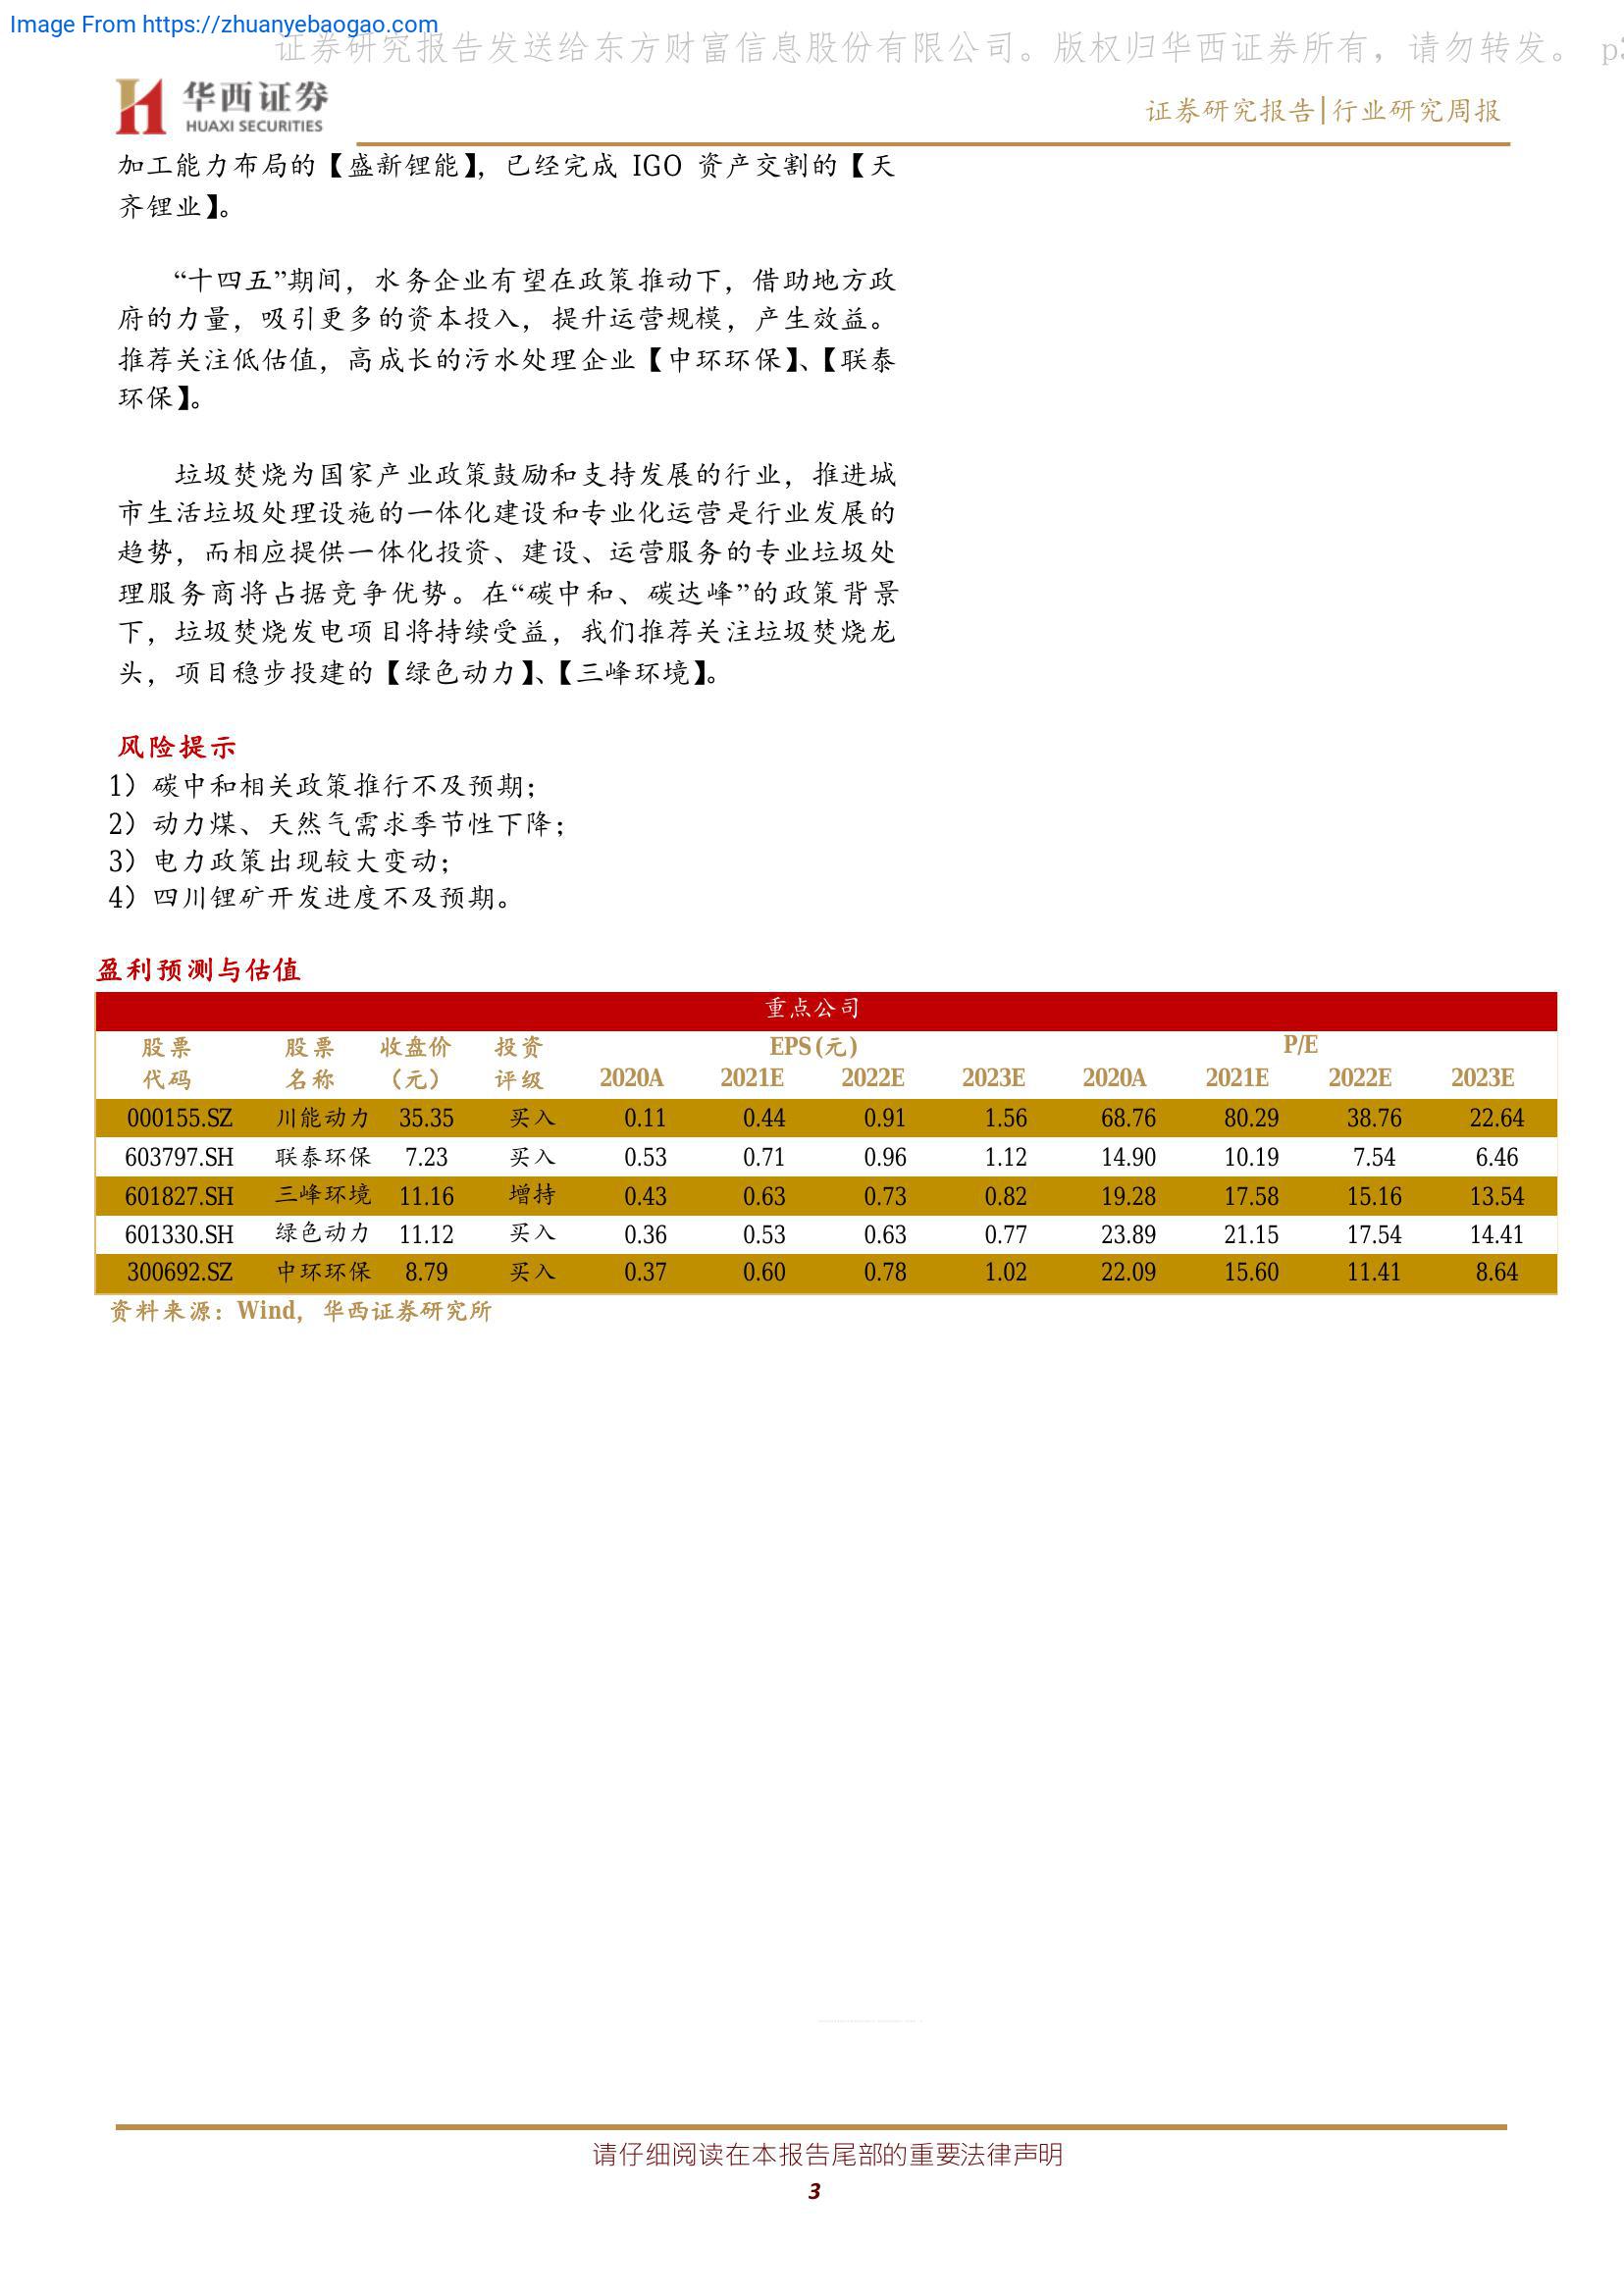 Image From https://zhuanyebaogao.com
证券研究报告发送给东方财富信息股份有限公司。版权归华西证券所有，请勿转发。 p3
华西证券
HUAXI SECURITIES
证券研究报告|行业研究周报
加工能力布局的【盛新锂能】，已经完成 IGO 资产交割的【天
齐锂业】。
“十四五”期间，水务企业有望在政策推动下，借助地方政
府的力量，吸引更多的资本投入，提升运营规模，产生效益。
推荐关注低估值，高成长的污水处理企业【中环环保】、【联泰
环保】。
垃圾焚烧为国家产业政策鼓励和支持发展的行业，推进城
市生活垃圾处理设施的一体化建设和专业化运营是行业发展的
趋势，而相应提供一体化投资、建设、运营服务的专业垃圾处
理服务商将占据竞争优势。在“碳中和、碳达峰”的政策背景
下，垃圾焚烧发电项目将持续受益，我们推荐关注垃圾焚烧龙
头，项目稳步投建的【绿色动力】、【三峰环境】。
风险提示
1）碳中和相关政策推行不及预期；
2）动力煤、天然气需求季节性下降；
3）电力政策出现较大变动；
4）四川锂矿开发进度不及预期。
盈利预测与估值
重点公司
股票 股票 收盘价 投资 EPS(元) P/E
代码 名称 （元） 评级 2020A 2021E 2022E 2023E 2020A 2021E 2022E 2023E
000155.SZ 川能动力 35.35 买入 0.11 0.44 0.91 1.56 68.76 80.29 38.76 22.64
603797.SH 联泰环保 7.23 买入 0.53 0.71 0.96 1.12 14.90 10.19 7.54 6.46
601827.SH 三峰环境 11.16 增持 0.43 0.63 0.73 0.82 19.28 17.58 15.16 13.54
601330.SH 绿色动力 11.12 买入 0.36 0.53 0.63 0.77 23.89 21.15 17.54 14.41
300692.SZ 中环环保 8.79 买入 0.37 0.60 0.78 1.02 22.09 15.60 11.41 8.64
资料来源：Wind，华西证券研究所
请仔细阅读在本报告尾部的重要法律声明
3